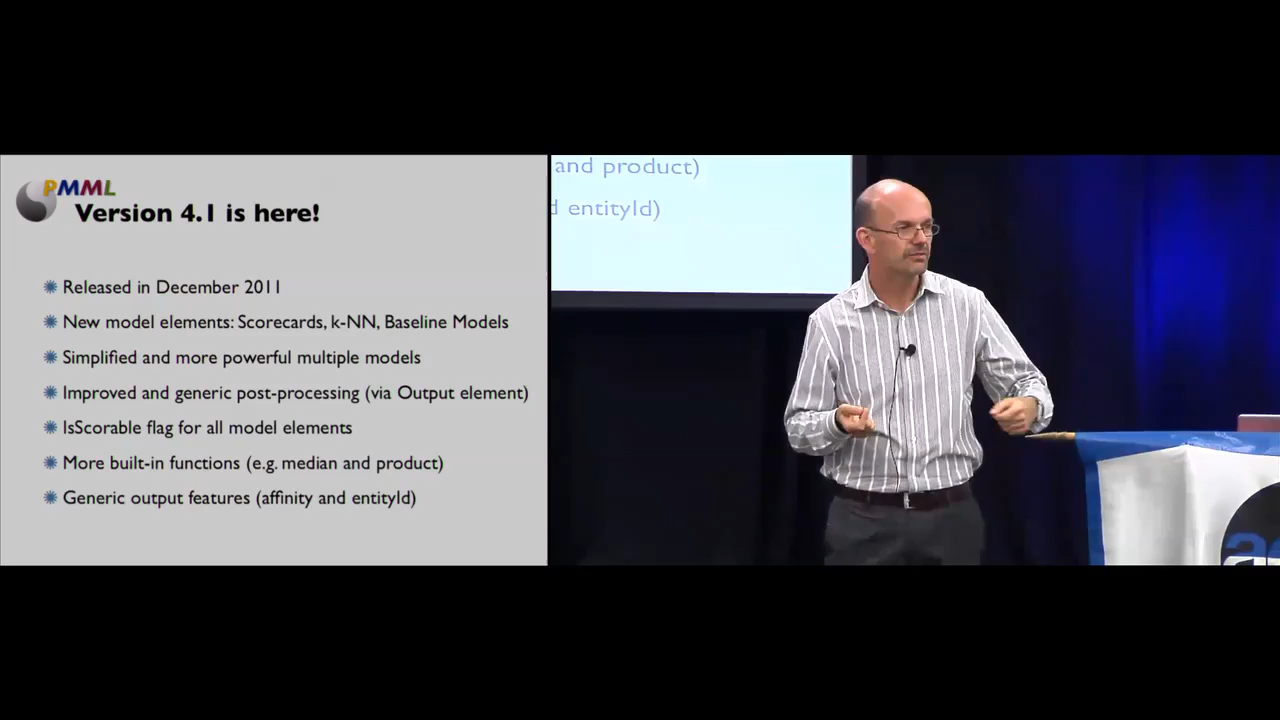 PMML
Version 4.1 is here!
Released in December 2011
New model elements: Scorecards, k-NN, Baseline Models
Simplified and more powerful multiple models
Improved and generic post-processing (via Output element)
IsScorable flag for all model elements
More built-in functions (e.g. median and product)
Generic output features (affinity and entityId)
and product)
d entityId)